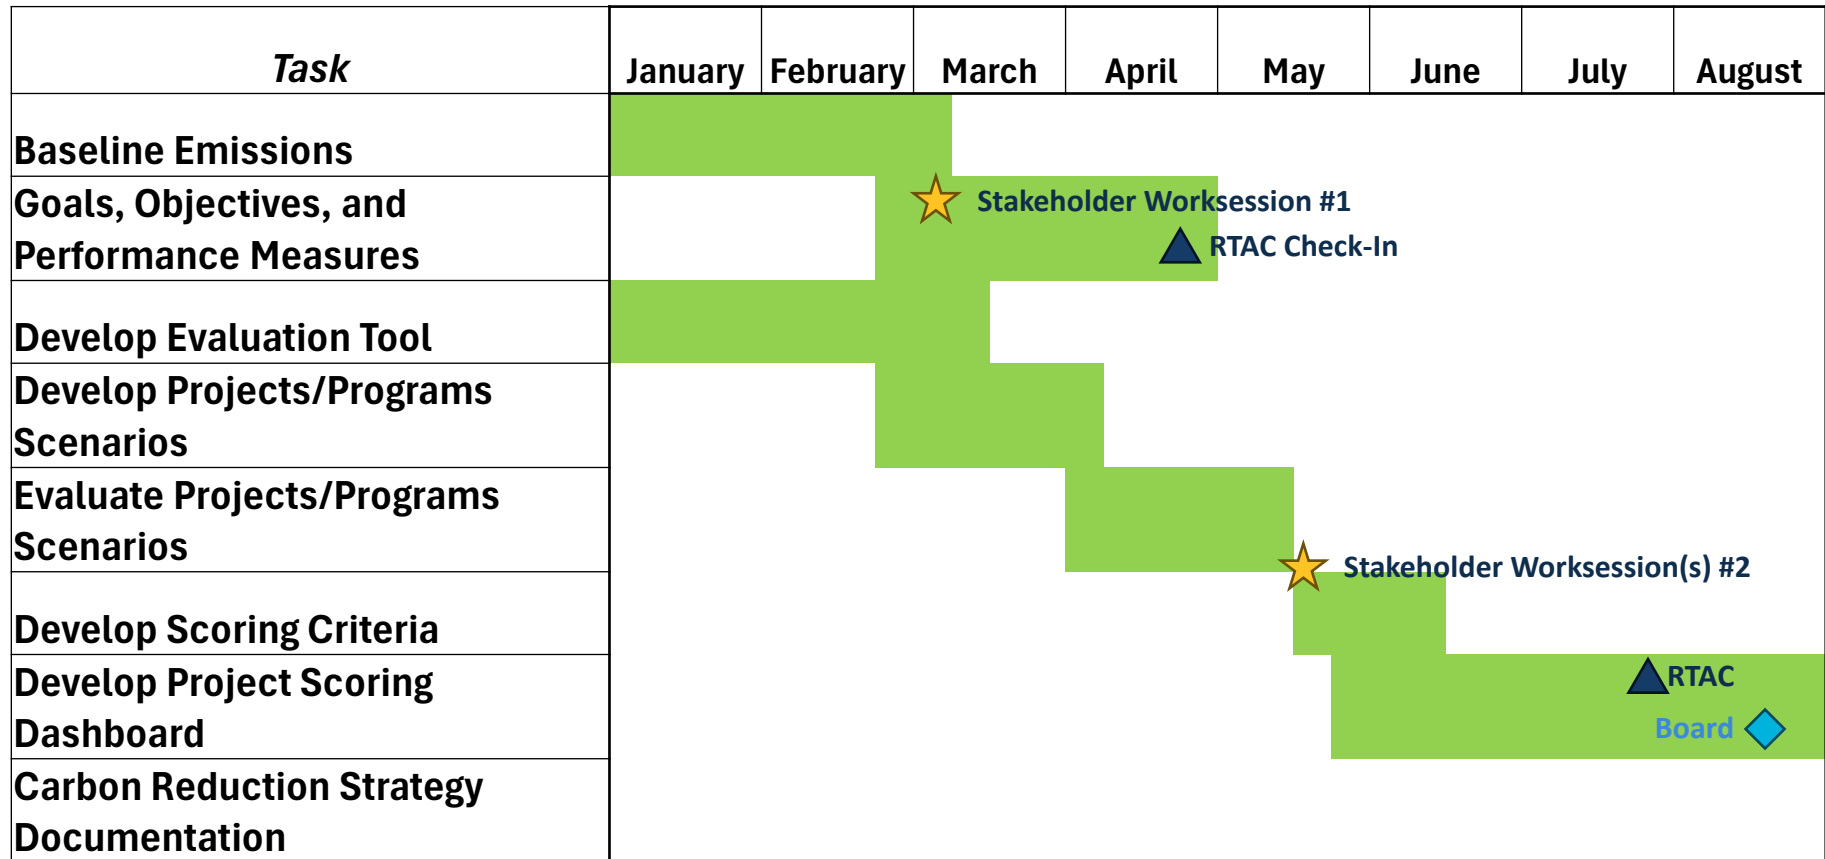 Task
January February March April May June July August
Baseline Emissions
Goals, Objectives, and
Performance Measures
Stakeholder Worksession #1
RTAC Check-In
Develop Evaluation Tool
Develop Projects/Programs
Scenarios
Evaluate Projects/Programs
Scenarios
Stakeholder Worksession(s) #2
Develop Scoring Criteria
Develop Project Scoring
Dashboard
RTAC
Board
Carbon Reduction Strategy
Documentation